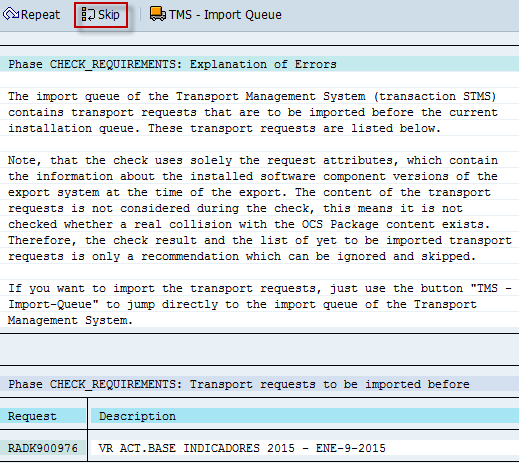 Repeat Skip TMS - Import Queue
Phase CHECK_REQUIREMENTS: Explanation of Errors
The import queue of the Transport Management System (transaction STMS)
contains transport requests that are to be imported before the current
installation queue. These transport requests are listed below.
Note, that the check uses solely the request attributes, which contain
the information about the installed software component versions of the
export system at the time of the export. The content of the transport
requests is not considered during the check, this means it is not
checked whether a real collision with the OCS Package content exists.
Therefore, the check result and the list of yet to be imported transport
requests is only a recommendation which can be ignored and skipped.
If you want to import the transport requests, just use the button "TMS -
Import-Queue" to jump directly to the import queue of the Transport
Management System.
Phase CHECK_REQUIREMENTS: Transport requests to be imported before
Request Description
RADK900976 VR ACT.BASE INDICADORES 2015 - ENE-9-2015